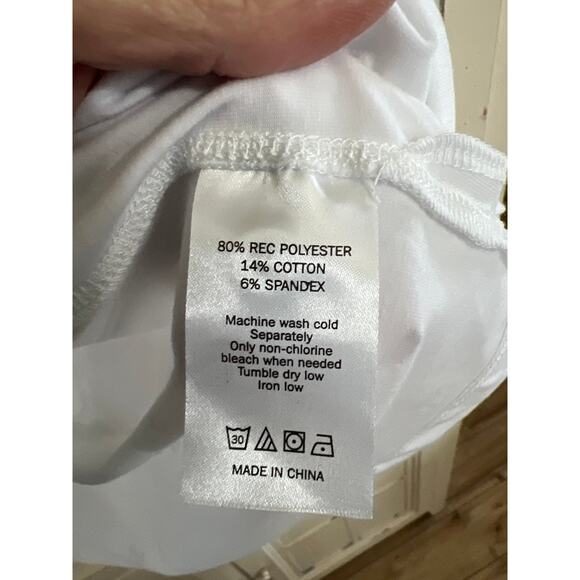 80% REC POLYESTER
14% COTTON
6% SPANDEX
Machine wash cold
Separately
Only non-chlorine
bleach when needed
Tumble dry low
Iron low
30
MADE IN CHINA